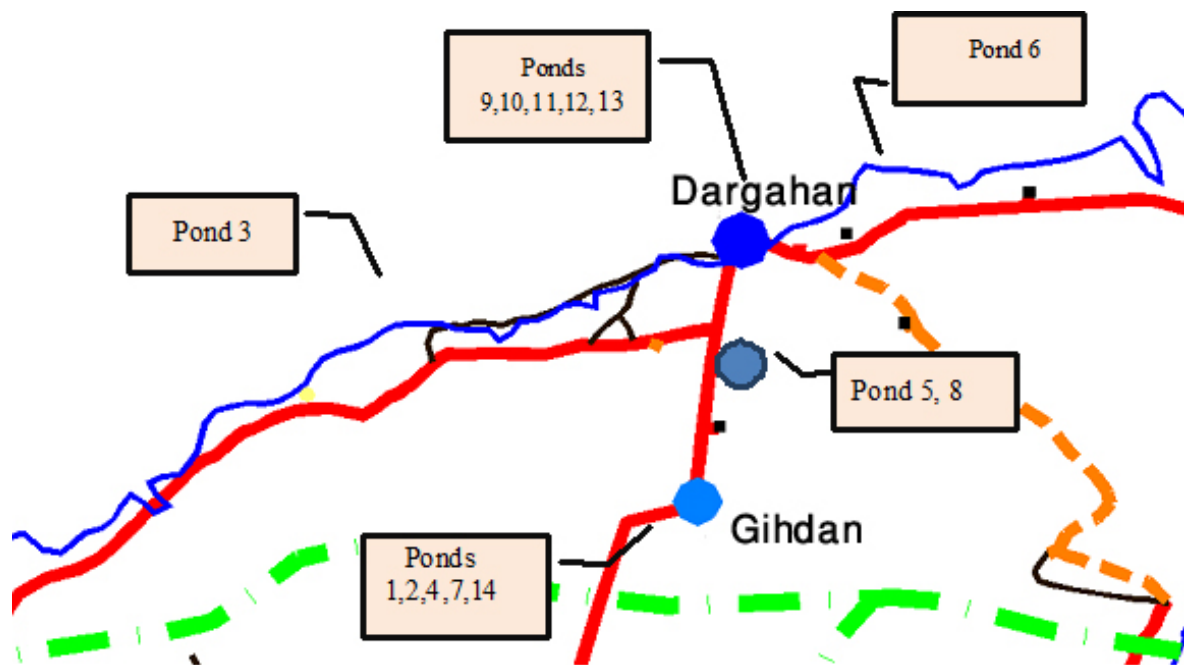 Pond 6
Ponds
9,10,11,12,13
Dargahan
Pond 3
Pond 5, 8
Gihdan
Ponds
1,2,4,7,14